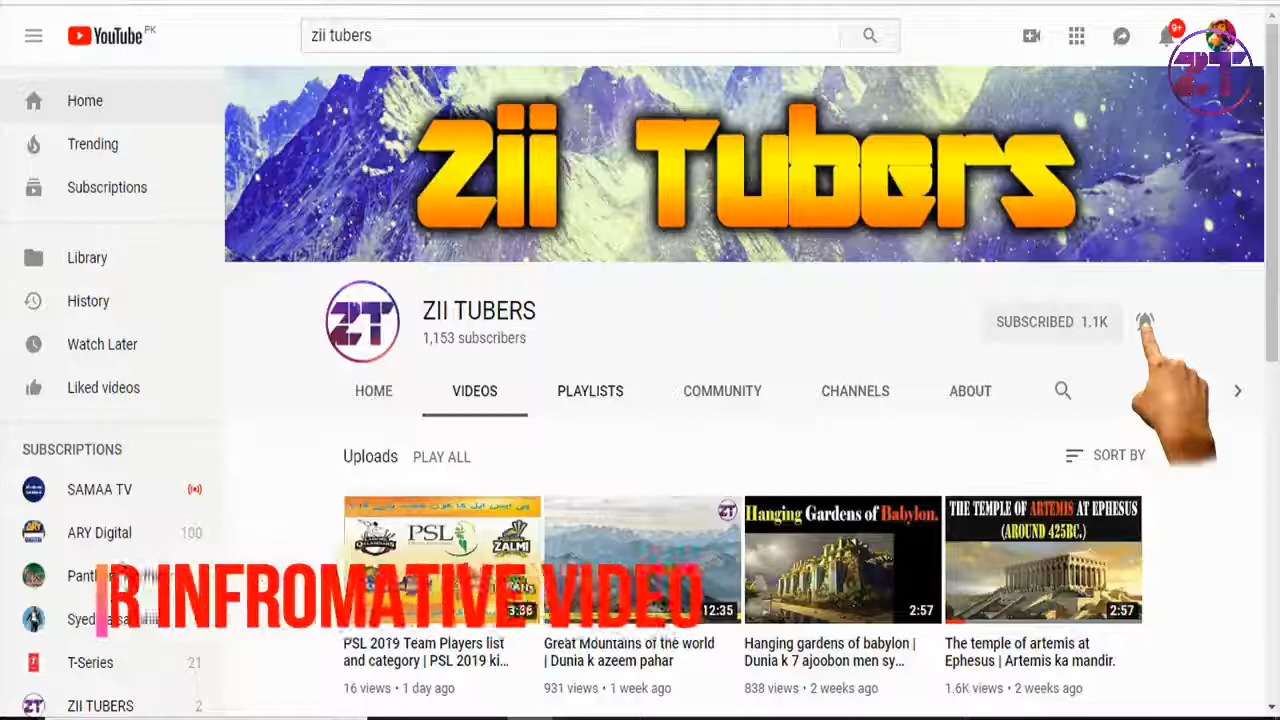 YouTube PK
zii tubers
9+
ZT
Home
Trending
Subscriptions
Library
History
Watch Later
Liked videos
SUBSCRIPTIONS
SAMAA TV
ARY Digital 100
T-Series 21
ZII TUBERS 2
Zii Tubers
ZT
ZII TUBERS
1,153 subscribers
SUBSCRIBED 1.1K
HOME VIDEOS PLAYLISTS COMMUNITY CHANNELS ABOUT
Uploads PLAY ALL
SORT BY
PSL
ZALMI
3:36
12:35
Hanging Gardens of Babylon.
2:57
THE TEMPLE OF ARTEMIS AT EPHESUS
(AROUND 425BC.)
2:57
R INFROMATIVE VIDEO
PSL 2019 Team Players list
and category | PSL 2019 ki...
16 views • 1 day ago
Great Mountains of the world
| Dunia k azeem pahar
931 views • 1 week ago
Hanging gardens of babylon |
Dunia k 7 ajoobon men sy...
838 views • 2 weeks ago
The temple of artemis at
Ephesus | Artemis ka mandir.
1.6K views • 2 weeks ago